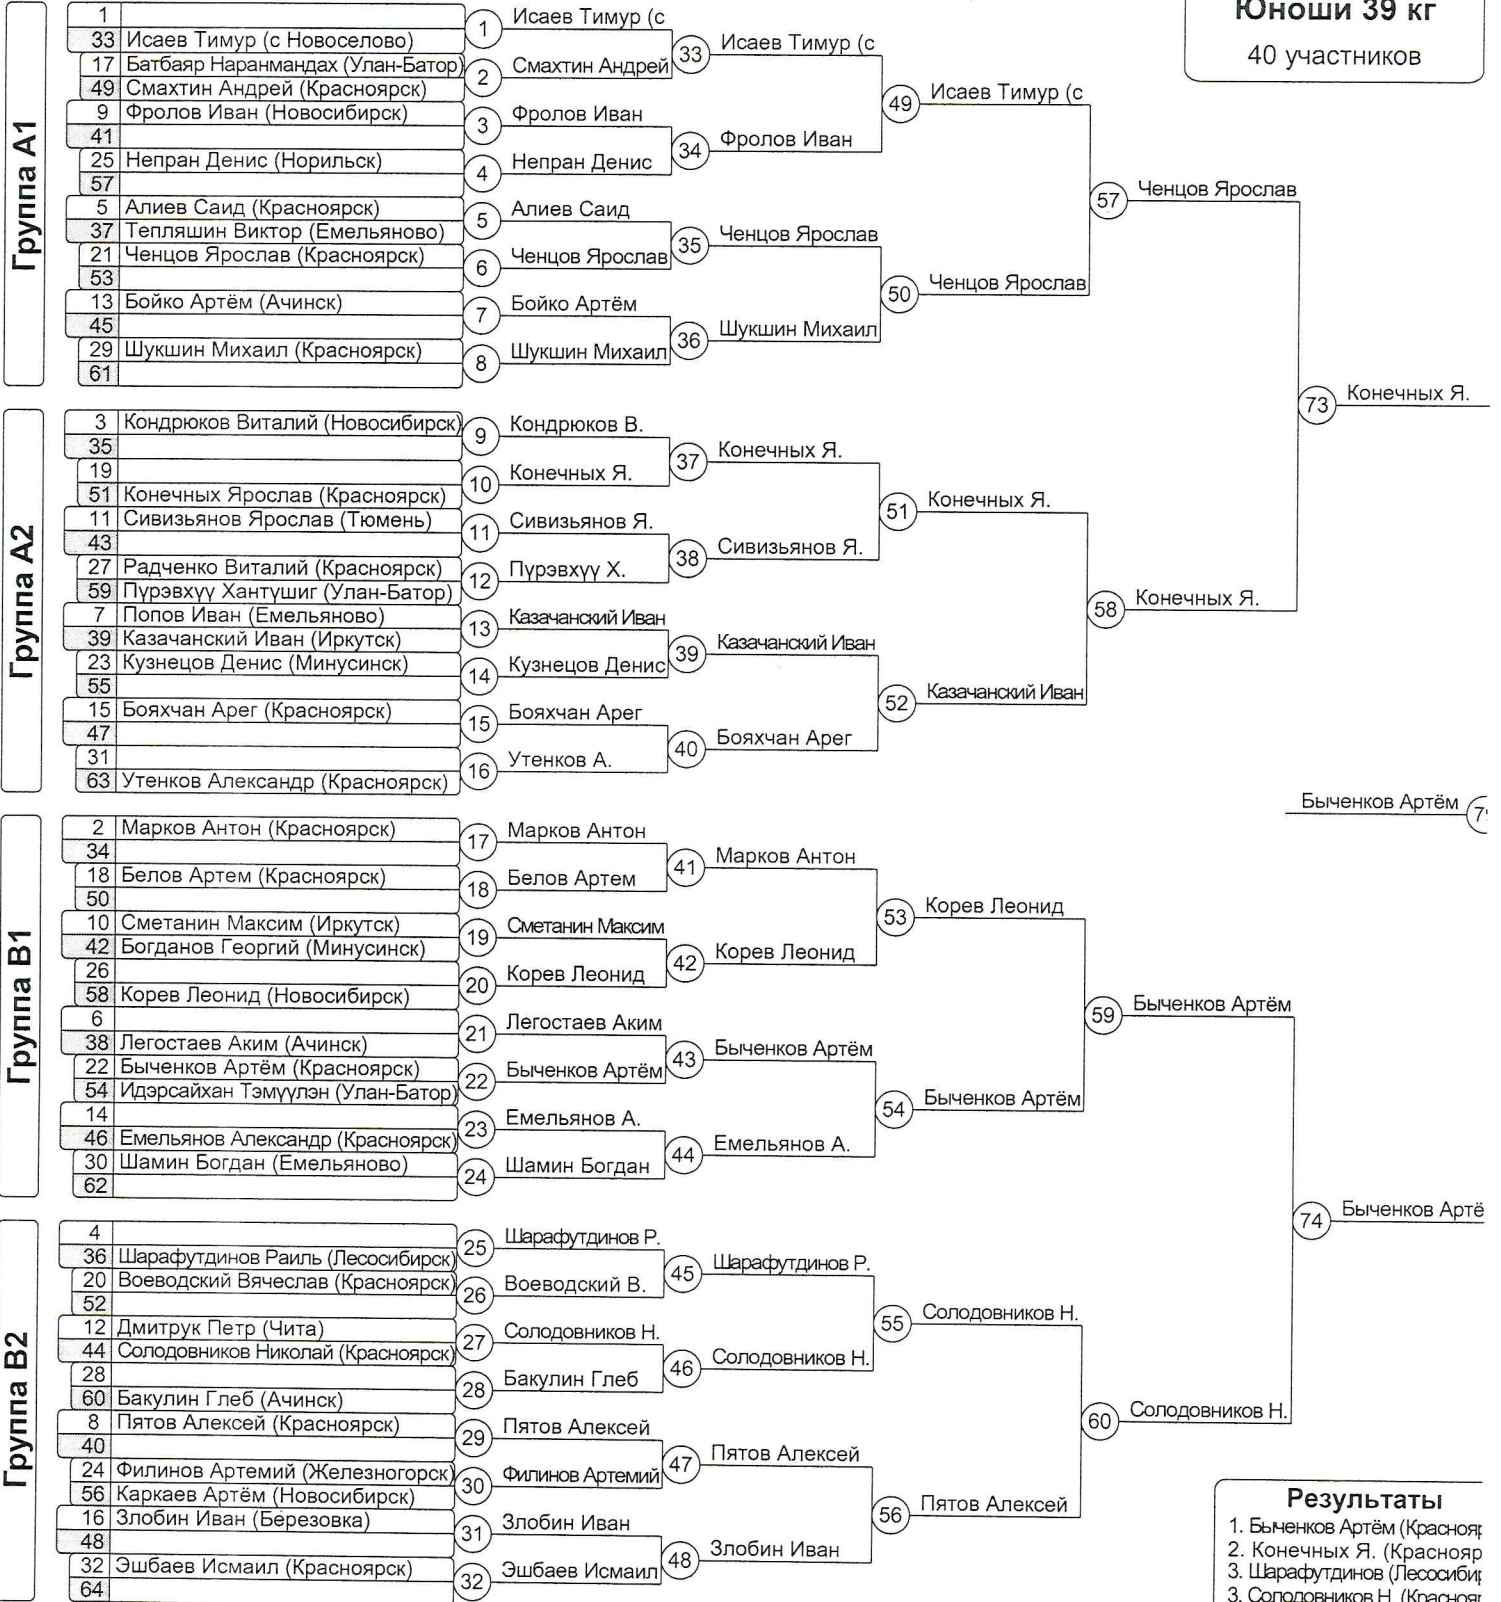 Юноши 39 кг
40 участников
Группа A1
1
33 Исаев Тимур (с Новоселово)
17 Батбаяр Наранмандах (Улан-Батор)
49 Смахтин Андрей (Красноярск)
9 Фролов Иван (Новосибирск)
41
25 Непран Денис (Норильск)
57
5 Алиев Саид (Красноярск)
37 Тепляшин Виктор (Емельяново)
21 Ченцов Ярослав (Красноярск)
53
13 Бойко Артём (Ачинск)
45
29 Шукшин Михаил (Красноярск)
61
1 Исаев Тимур (с
2 Смахтин Андрей
3 Фролов Иван
4 Непран Денис
5 Алиев Саид
6 Ченцов Ярослав
7 Бойко Артём
8 Шукшин Михаил
33 Исаев Тимур (с
34 Фролов Иван
35 Ченцов Ярослав
36 Шукшин Михаил
49 Исаев Тимур (с
50 Ченцов Ярослав
57 Ченцов Ярослав
Группа A2
3 Кондрюков Виталий (Новосибирск)
35
19
51 Конечных Ярослав (Красноярск)
11 Сивизьянов Ярослав (Тюмень)
43
27 Радченко Виталий (Красноярск)
59 Пүрэвхүү Хантүшиг (Улан-Батор)
7 Попов Иван (Емельяново)
39 Казачанский Иван (Иркутск)
23 Кузнецов Денис (Минусинск)
55
15 Бояхчан Арег (Красноярск)
47
31
63 Утенков Александр (Красноярск)
9 Кондрюков В.
10 Конечных Я.
11 Сивизьянов Я.
12 Пүрэвхүү Х.
13 Казачанский Иван
14 Кузнецов Денис
15 Бояхчан Арег
16 Утенков А.
37 Конечных Я.
38 Сивизьянов Я.
39 Казачанский Иван
40 Бояхчан Арег
51 Конечных Я.
52 Казачанский Иван
58 Конечных Я.
73 Конечных Я.
Быченков Артём
Группа B1
2 Марков Антон (Красноярск)
34
18 Белов Артем (Красноярск)
50
10 Сметанин Максим (Иркутск)
42 Богданов Георгий (Минусинск)
26
58 Корев Леонид (Новосибирск)
6
38 Легостаев Аким (Ачинск)
22 Быченков Артём (Красноярск)
54 Идэрсайхан Тэмүүлэн (Улан-Батор)
14
46 Емельянов Александр (Красноярск)
30 Шамин Богдан (Емельяново)
62
17 Марков Антон
18 Белов Артем
19 Сметанин Максим
20 Корев Леонид
21 Легостаев Аким
22 Быченков Артём
23 Емельянов А.
24 Шамин Богдан
41 Марков Антон
42 Корев Леонид
43 Быченков Артём
44 Емельянов А.
53 Корев Леонид
54 Быченков Артём
59 Быченков Артём
74 Быченков Артё
Группа B2
4
36 Шарафутдинов Раиль (Лесосибирск)
20 Воеводский Вячеслав (Красноярск)
52
12 Дмитрук Петр (Чита)
44 Солодовников Николай (Красноярск)
28
60 Бакулин Глеб (Ачинск)
8 Пятов Алексей (Красноярск)
40
24 Филинов Артемий (Железногорск)
56 Каркаев Артём (Новосибирск)
16 Злобин Иван (Березовка)
48
32 Эшбаев Исмаил (Красноярск)
64
25 Шарафутдинов Р.
26 Воеводский В.
27 Солодовников Н.
28 Бакулин Глеб
29 Пятов Алексей
30 Филинов Артемий
31 Злобин Иван
32 Эшбаев Исмаил
45 Шарафутдинов Р.
46 Солодовников Н.
47 Пятов Алексей
48 Злобин Иван
55 Солодовников Н.
56 Пятов Алексей
60 Солодовников Н.
Результаты
1. Быченков Артём (Краснояр
2. Конечных Я. (Краснояр
3. Шарафутдинов (Лесосибир
3. Солодовников Н. (Краснояр